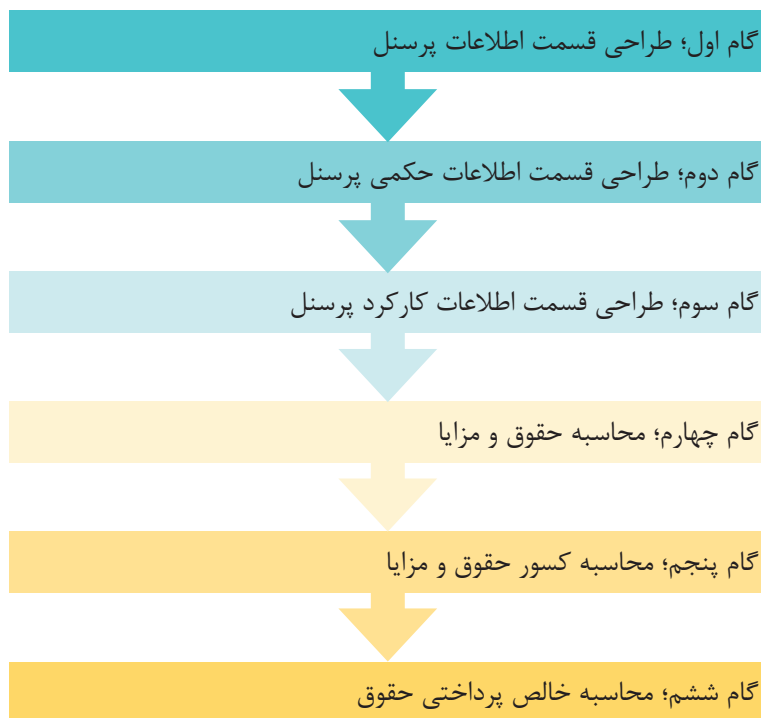 گام اول؛ طراحی قسمت اطلاعات پرسنل
گام دوم؛ طراحی قسمت اطلاعات حکمی پرسنل
گام سوم؛ طراحی قسمت اطلاعات کارکرد پرسنل
گام چهارم؛ محاسبه حقوق و مزایا
گام پنجم؛ محاسبه کسور حقوق و مزایا
گام ششم؛ محاسبه خالص پرداختی حقوق